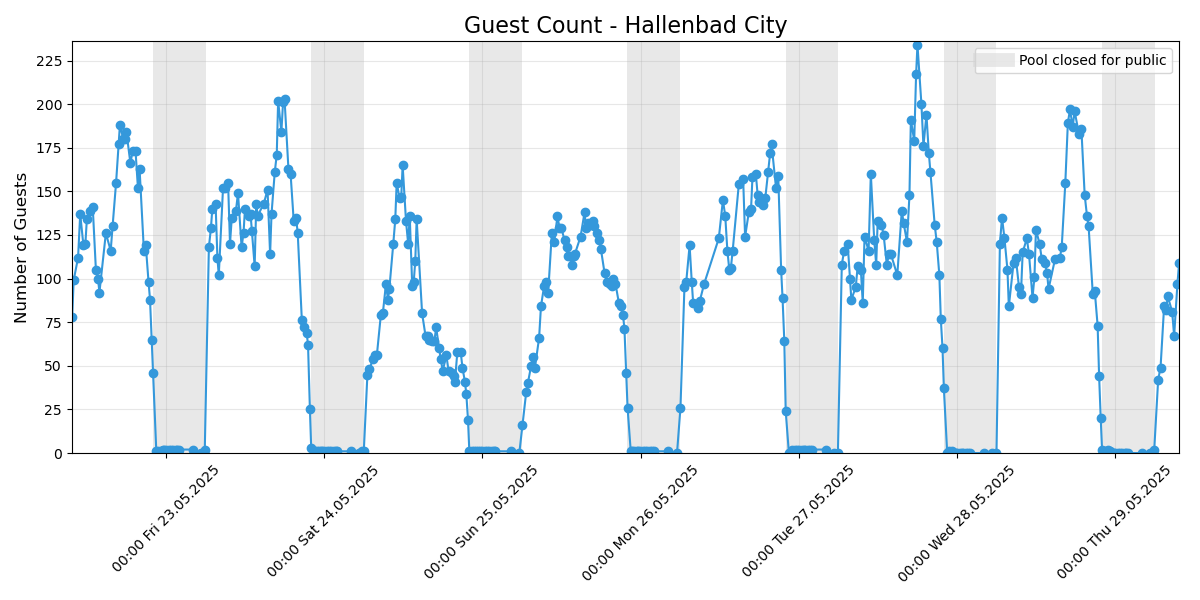 Guest Count - Hallenbad City
Pool closed for public
Number of Guests
225
200
175
150
125
100
75
50
25
0
00:00 Fri 23.05.2025
00:00 Sat 24.05.2025
00:00 Sun 25.05.2025
00:00 Mon 26.05.2025
00:00 Tue 27.05.2025
00:00 Wed 28.05.2025
00:00 Thu 29.05.2025